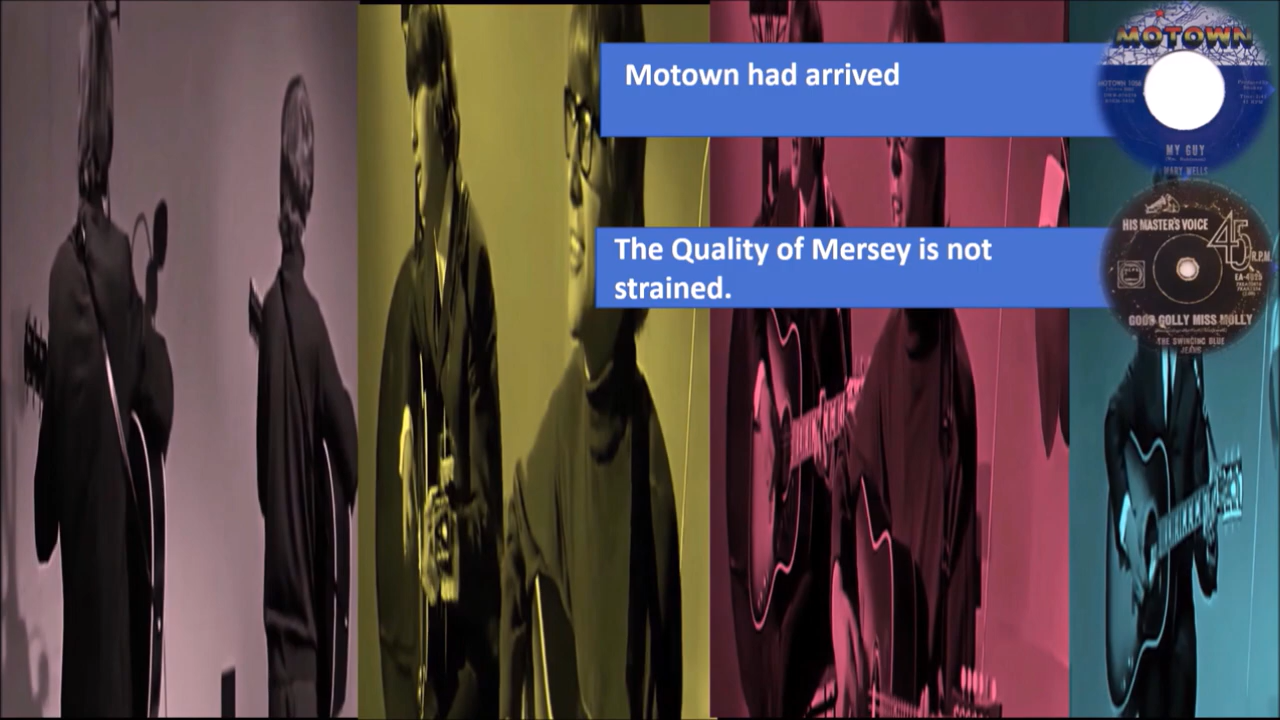 Motown had arrived
MOTOWN
MY GUY
MARY WELLS
The Quality of Mersey is not
strained.
HIS MASTER'S VOICE
45
R.P.M.
GOOD GOLLY MISS MOLLY
THE SWINGING BLUE
JEANS